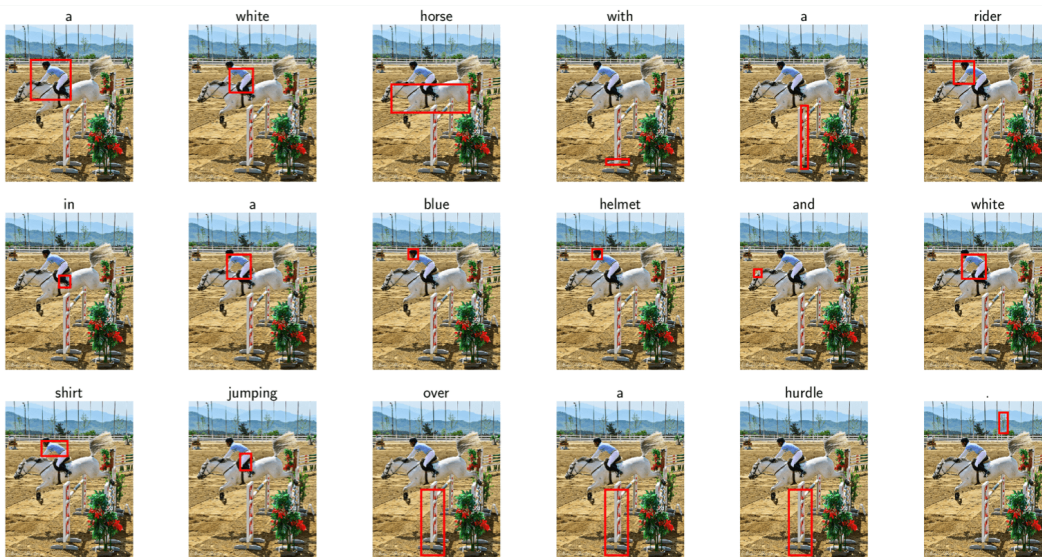 a white horse with a rider
in a blue helmet and white
shirt jumping over a hurdle .